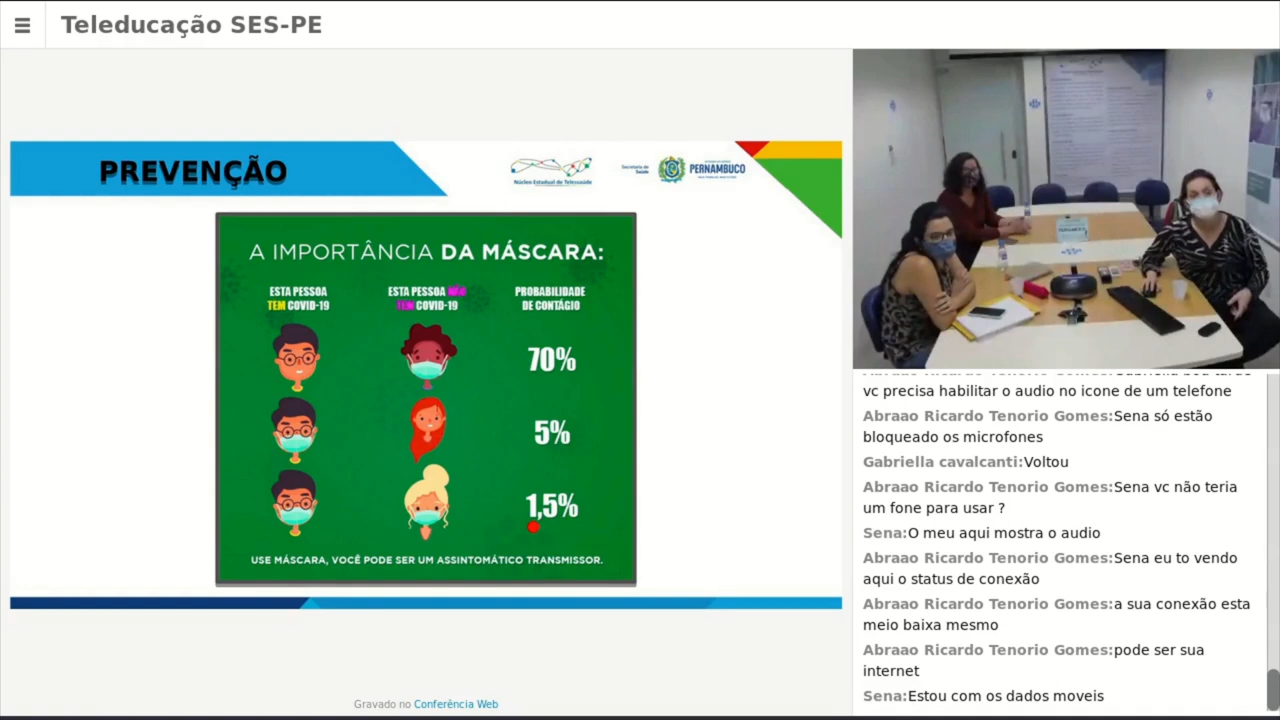 Teleducação SES-PE
PREVENÇÃO
Núcleo Estadual de Telessaúde
Secretaria de
Saúde
PERNAMBUCO
A IMPORTÂNCIA DA MÁSCARA:
ESTA PESSOA
TEM COVID-19
ESTA PESSOA NÃO
TEM COVID-19
PROBABILIDADE
DE CONTÁGIO
70%
5%
1,5%
USE MÁSCARA, VOCÊ PODE SER UM ASSINTOMÁTICO TRANSMISSOR.
Gravado no Conferência Web
vc precisa habilitar o audio no icone de um telefone
Abraao Ricardo Tenorio Gomes:Sena só estão
bloqueado os microfones
Gabriella cavalcanti:Voltou
Abraao Ricardo Tenorio Gomes:Sena vc não teria
um fone para usar ?
Sena:O meu aqui mostra o audio
Abraao Ricardo Tenorio Gomes:Sena eu to vendo
aqui o status de conexão
Abraao Ricardo Tenorio Gomes:a sua conexão esta
meio baixa mesmo
Abraao Ricardo Tenorio Gomes:pode ser sua
internet
Sena:Estou com os dados moveis